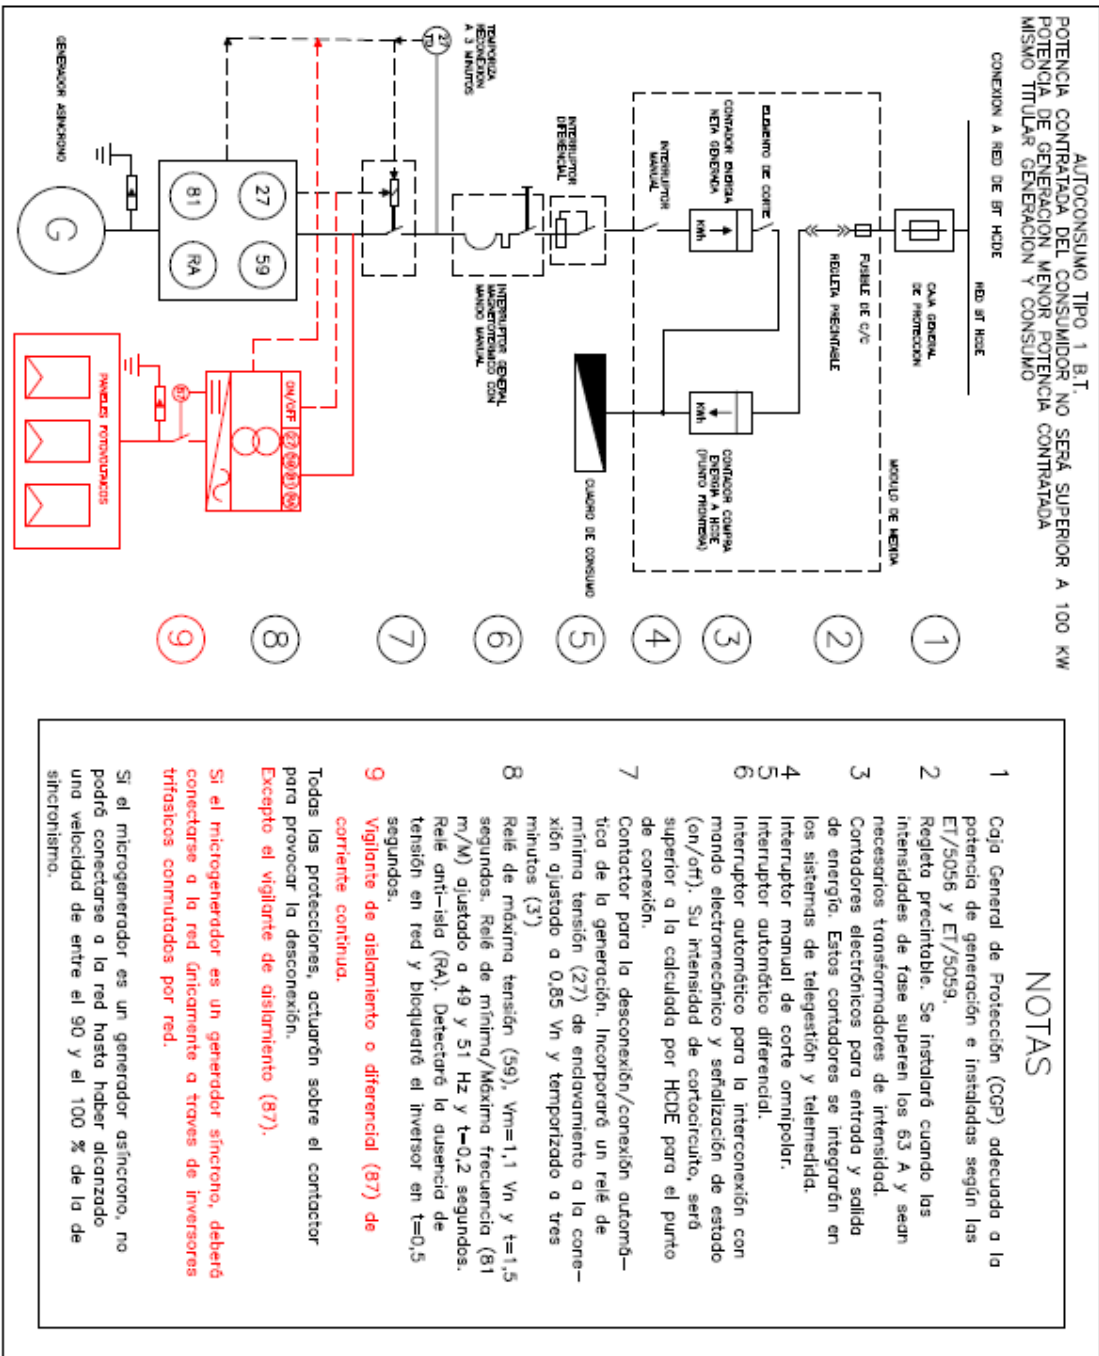 AUTOCONSUMO TIPO 1 B.T.
POTENCIA CONTRATADA DEL CONSUMIDOR NO SERÁ SUPERIOR A 100 KW
POTENCIA DE GENERACION MENOR POTENCIA CONTRATADA
MISMO TITULAR GENERACION Y CONSUMO
CONEXION A RED DE BT HCDE
RED BT HCDE
CAJA GENERAL
DE PROTECCION
FUSIBLE DE C/C
REGLETA PRECINTABLE
MODULO DE MEDIDA
ELEMENTO DE CORTE
CONTADOR ENERGIA
NETA GENERADA
KWh
KWh
CONTADOR COMPRA
ENERGIA A HCDE
(PUNTO FRONTERA)
INTERRUPTOR
MANUAL
CUADRO DE CONSUMO
INTERRUPTOR
DIFERENCIAL
INTERRUPTOR GENERAL
MAGNETOTERMICO CON
MANDO MANUAL
27
TEMPORIZA
RECONEXION
A 3 MINUTOS
27
59
81
RA
GENERADOR ASINCRONO
G
ON/OFF
27
59
81
RA
87
PANELES FOTOVOLTAICOS
1
2
3
4
5
6
7
8
9
NOTAS
1 Caja General de Protección (CGP) adecuada a la
potencia de generación e instaladas según las
ET/5056 y ET/5059.
2 Regleta precintable. Se instalará cuando las
intensidades de fase superen los 63 A y sean
necesarios transformadores de intensidad.
3 Contadores electrónicos para entrada y salida
de energía. Estos contadores se integrarán en
los sistemas de telegestión y telemedida.
4 Interruptor manual de corte omnipolar.
5 Interruptor automático diferencial.
6 Interruptor automático para la interconexión con
mando electromecánico y señalización de estado
(on/off). Su intensidad de cortocircuito, será
superior a la calculada por HCDE para el punto
de conexión.
7 Contactor para la desconexión/conexión automá-
tica de la generación. Incorporará un relé de
mínima tensión (27) de enclavamiento a la cone-
xión ajustado a 0,85 Vn y temporizado a tres
minutos (3')
8 Relé de máxima tensión (59). Vm=1,1 Vn y t=1,5
segundos. Relé de mínima/Máxima frecuencia (81
m/M) ajustado a 49 y 51 Hz y t=0,2 segundos.
Relé anti-isla (RA). Detectará la ausencia de
tensión en red y bloqueará el inversor en t=0,5
segundos.
9 Vigilante de aislamiento o diferencial (87) de
corriente continua.
Todas las protecciones, actuarán sobre el contactor
para provocar la desconexión.
Excepto el vigilante de aislamiento (87).
Si el microgenerador es un generador síncrono, deberá
conectarse a la red únicamente a traves de inversores
trifasicos conmutados por red.
Si el microgenerador es un generador asíncrono, no
podrá conectarse a la red hasta haber alcanzado
una velocidad de entre el 90 y el 100 % de la de
sincronismo.